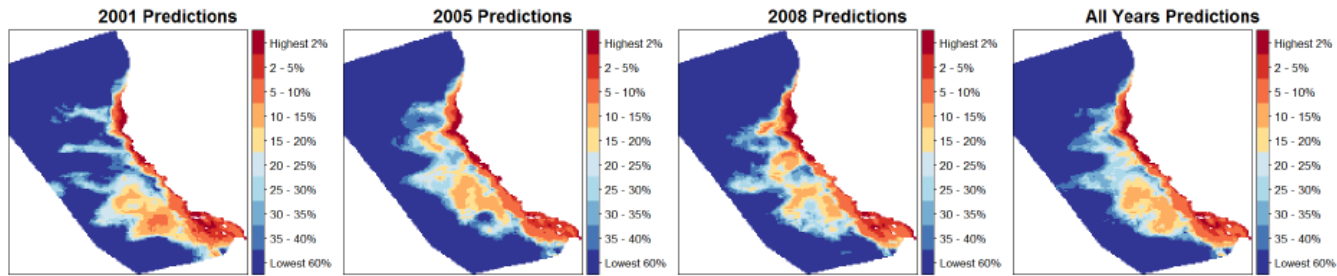 2001 Predictions
Highest 2%
2 - 5%
5 - 10%
10 - 15%
15 - 20%
20 - 25%
25 - 30%
30 - 35%
35 - 40%
Lowest 60%
2005 Predictions
Highest 2%
2 - 5%
5 - 10%
10 - 15%
15 - 20%
20 - 25%
25 - 30%
30 - 35%
35 - 40%
Lowest 60%
2008 Predictions
Highest 2%
2 - 5%
5 - 10%
10 - 15%
15 - 20%
20 - 25%
25 - 30%
30 - 35%
35 - 40%
Lowest 60%
All Years Predictions
Highest 2%
2 - 5%
5 - 10%
10 - 15%
15 - 20%
20 - 25%
25 - 30%
30 - 35%
35 - 40%
Lowest 60%